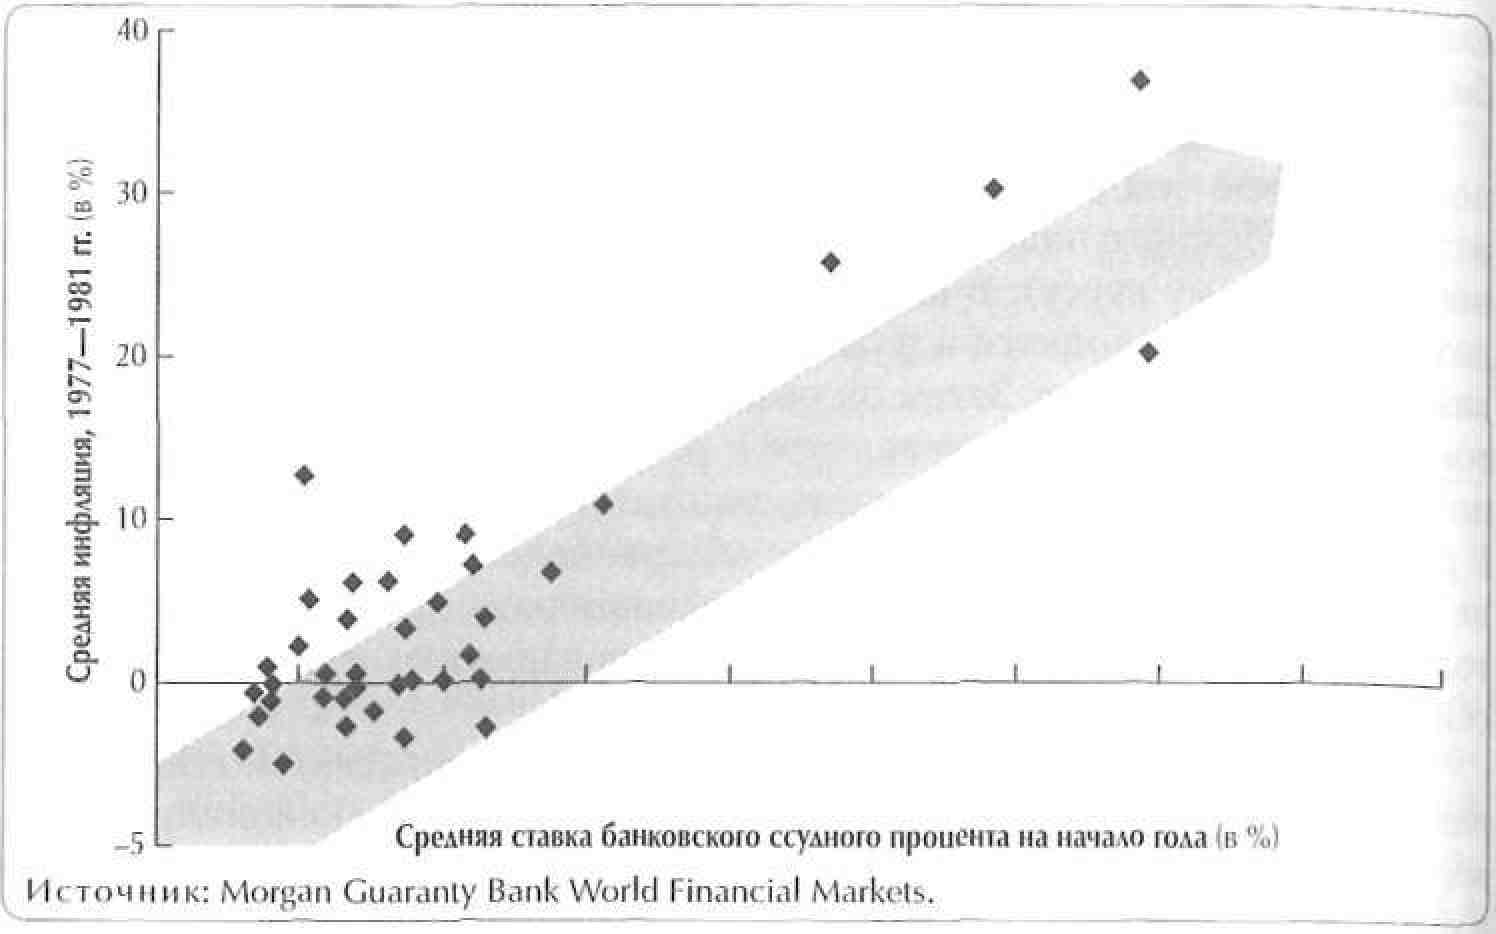 40
30
20
10
0
–5
Средняя инфляция, 1977—1981 гг. (в %)
Средняя ставка банковского ссудного процента на начало года (в %)
Источник: Morgan Guaranty Bank World Financial Markets.